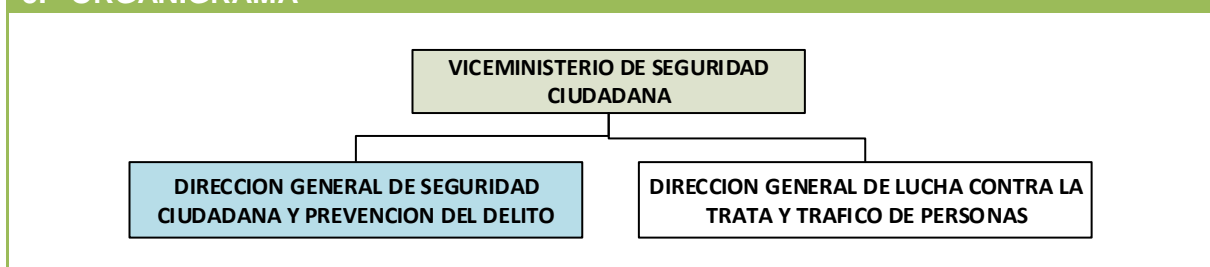 ORGANIGRAMA
VICEMINISTERIO DE SEGURIDAD
CIUDADANA
DIRECCION GENERAL DE SEGURIDAD
CIUDADANA Y PREVENCION DEL DELITO
DIRECCION GENERAL DE LUCHA CONTRA LA
TRATA Y TRAFICO DE PERSONAS